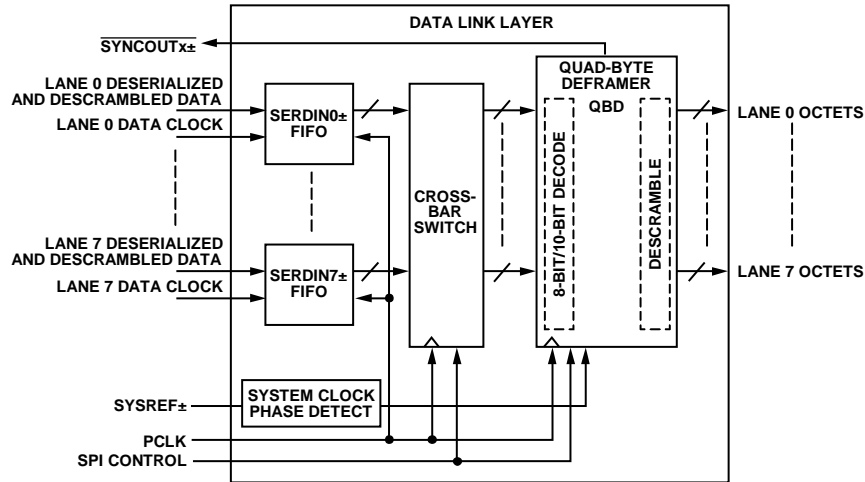 DATA LINK LAYER
SYNCOUTx±
QUAD-BYTE
DEFRAMER
QBD
LANE 0 DESERIALIZED
AND DESCRAMBLED DATA
SERDIN0±
FIFO
LANE 0 OCTETS
LANE 0 DATA CLOCK
8-BIT/10-BIT DECODE
DESCRAMBLE
CROSS-
BAR
SWITCH
LANE 7 DESERIALIZED
AND DESCRAMBLED DATA
SERDIN7±
FIFO
LANE 7 OCTETS
LANE 7 DATA CLOCK
SYSTEM CLOCK
PHASE DETECT
SYSREF±
PCLK
SPI CONTROL